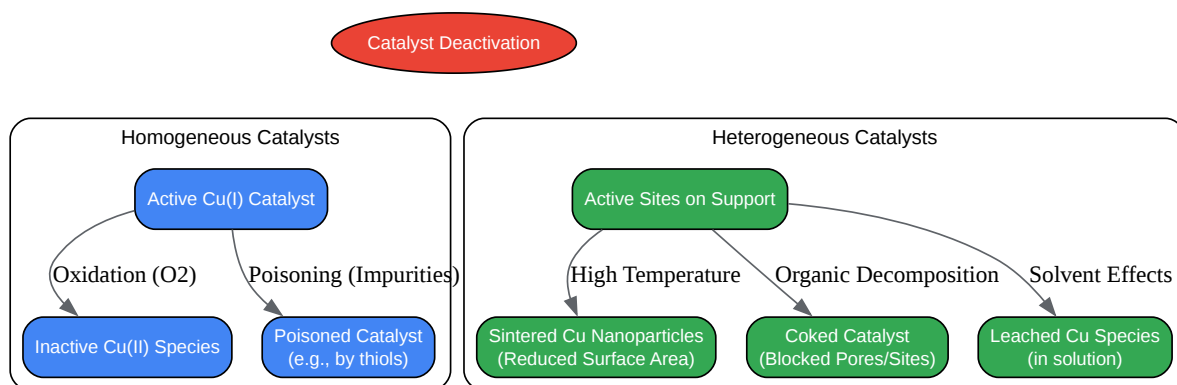 Catalyst Deactivation
Homogeneous Catalysts
Heterogeneous Catalysts
Active Cu(I) Catalyst
Active Sites on Support
Oxidation (O2)
Poisoning (Impurities)
High Temperature
Organic Decomposition
Solvent Effects
Inactive Cu(II) Species
Poisoned Catalyst
(e.g., by thiols)
Sintered Cu Nanoparticles
(Reduced Surface Area)
Coked Catalyst
(Blocked Pores/Sites)
Leached Cu Species
(in solution)